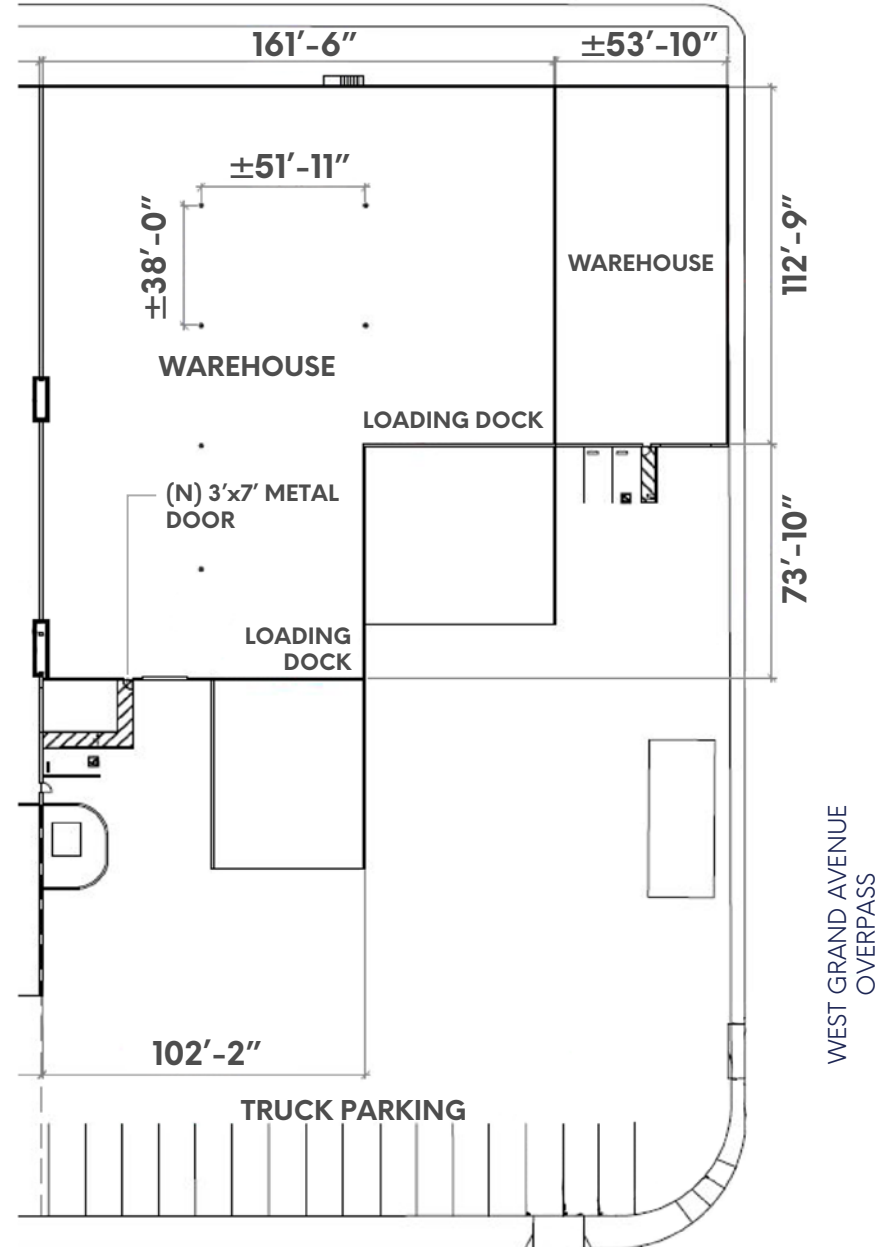 161′-6″
±53′-10″
±51′-11″
±38′-0″
112′-9″
WAREHOUSE
WAREHOUSE
LOADING DOCK
(N) 3′x7′ METAL
DOOR
73′-10″
LOADING
DOCK
WEST GRAND AVENUE
OVERPASS
102′-2″
TRUCK PARKING